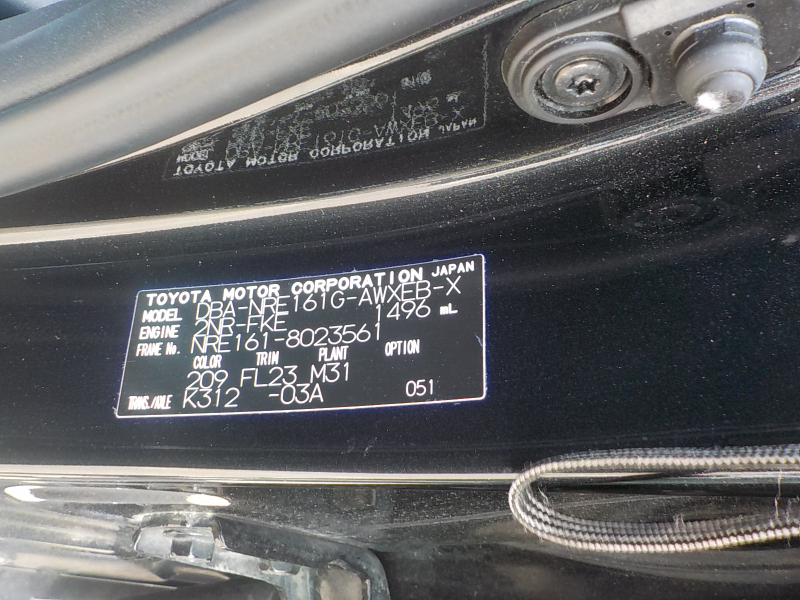 TOYOTA MOTOR CORPORATION JAPAN
MODEL DBA-NRE161G-AWXEB-X
ENGINE 2NR-FKE 1496 mL
FRAME No. NRE161-8023561
COLOR TRIM PLANT OPTION
209 FL23 M31
TRANS./AXLE K312 -03A 051